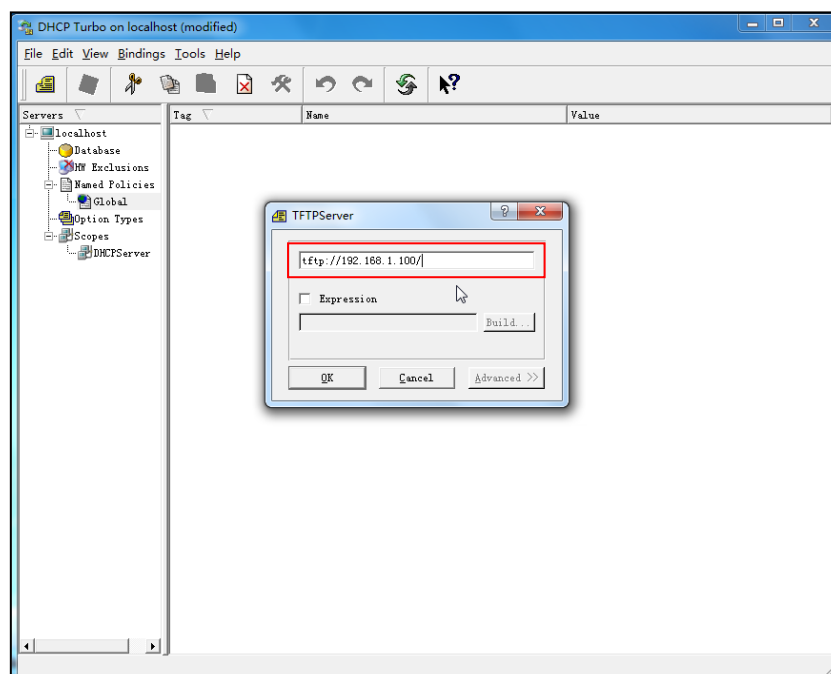 DHCP Turbo on localhost (modified)
File Edit View Bindings Tools Help
Servers Tag Name Value
localhost
Database
HW Exclusions
Named Policies
Global
Option Types
Scopes
DHCPServer
TFTPServer
tftp://192.168.1.100/
Expression
Build...
OK Cancel Advanced >>